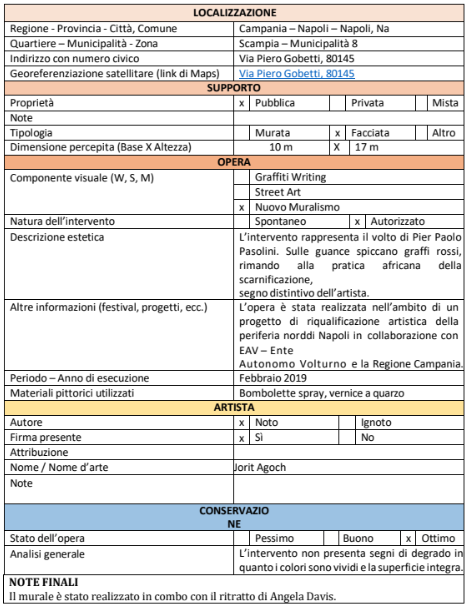 LOCALIZZAZIONE
Regione - Provincia - Città, Comune Campania – Napoli – Napoli, Na
Quartiere – Municipalità - Zona Scampia – Municipalità 8
Indirizzo con numero civico Via Piero Gobetti, 80145
Georeferenziazione satellitare (link di Maps) Via Piero Gobetti, 80145
SUPPORTO
Proprietà x Pubblica Privata Mista
Note
Tipologia Murata x Facciata Altro
Dimensione percepita (Base X Altezza) 10 m X 17 m
OPERA
Componente visuale (W, S, M) Graffiti Writing
Street Art
x Nuovo Muralismo
Natura dell'intervento Spontaneo x Autorizzato
Descrizione estetica L'intervento rappresenta il volto di Pier Paolo
Pasolini. Sulle guance spiccano graffi rossi,
rimando alla pratica africana della
scarnificazione,
segno distintivo dell'artista.
Altre informazioni (festival, progetti, ecc.) L'opera è stata realizzata nell'ambito di un
progetto di riqualificazione artistica della
periferia norddi Napoli in collaborazione con
EAV – Ente
Autonomo Volturno e la Regione Campania.
Periodo – Anno di esecuzione Febbraio 2019
Materiali pittorici utilizzati Bombolette spray, vernice a quarzo
ARTISTA
Autore x Noto Ignoto
Firma presente x Sì No
Attribuzione
Nome / Nome d'arte Jorit Agoch
Note
CONSERVAZIO
NE
Stato dell'opera Pessimo Buono x Ottimo
Analisi generale L'intervento non presenta segni di degrado in
quanto i colori sono vividi e la superficie integra.
NOTE FINALI
Il murale è stato realizzato in combo con il ritratto di Angela Davis.